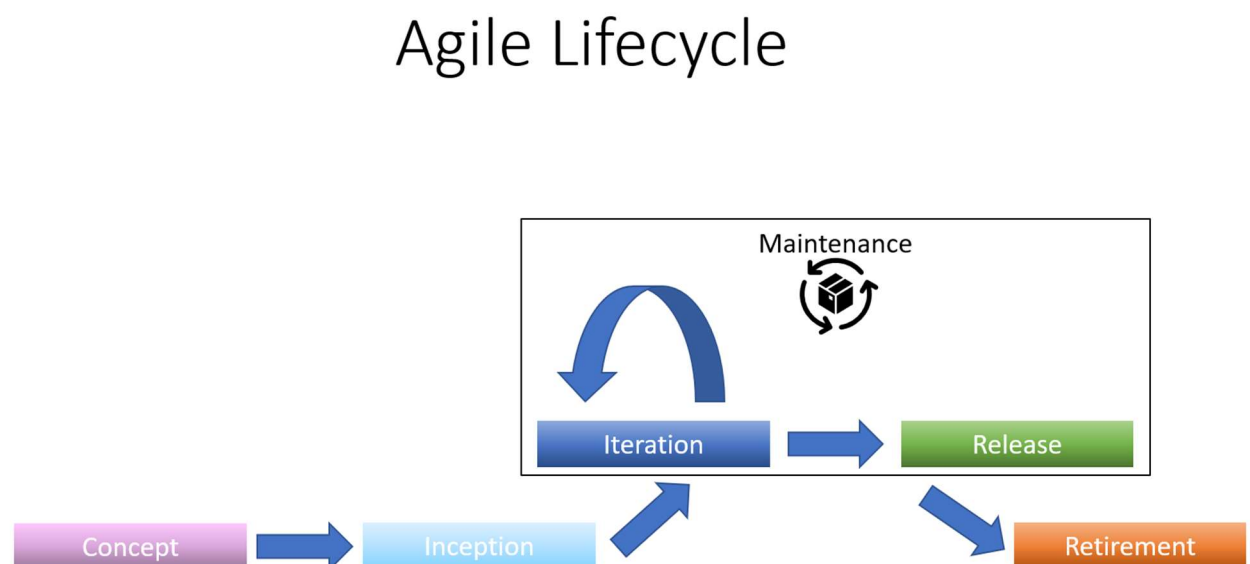 Agile Lifecycle
Maintenance
Iteration
Release
Concept
Inception
Retirement